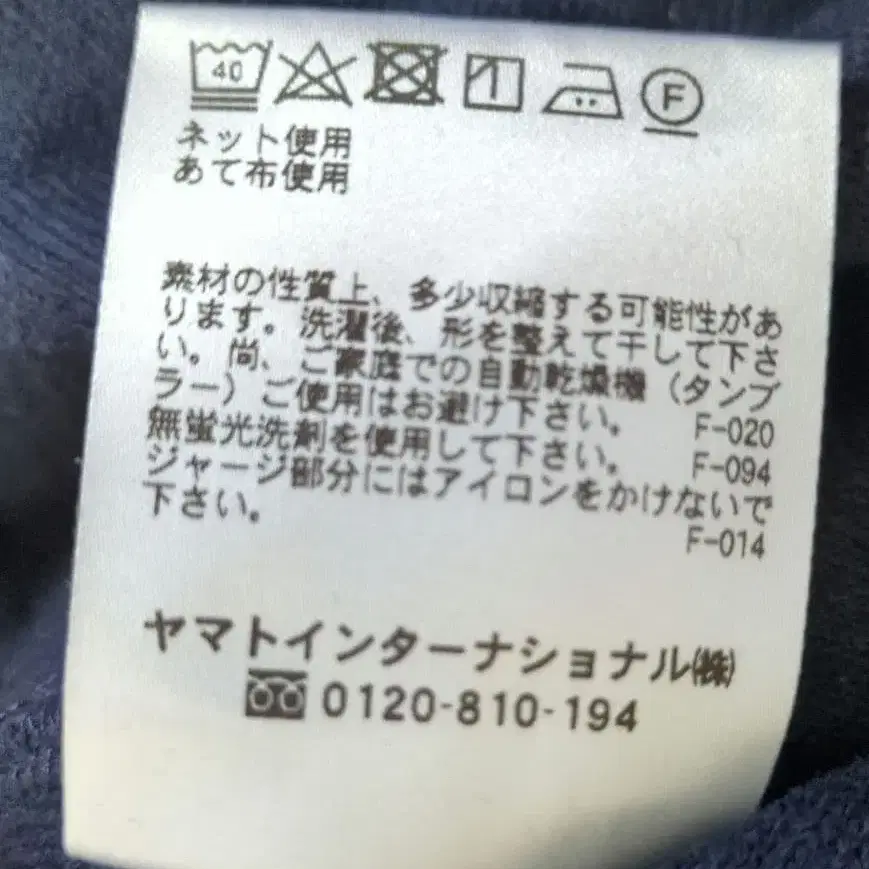 40 F
ネット使用
あて布使用
素材の性質上、多少収縮する可能性があ
ります。洗濯後、形を整えて干して下さ
い。尚、ご家庭での自動乾燥機（タンブ
ラー）ご使用はお避け下さい。 F-020
無蛍光洗剤を使用して下さい。 F-094
ジャージ部分にはアイロンをかけないで
下さい。 F-014
ヤマトインターナショナル㈱
0120-810-194